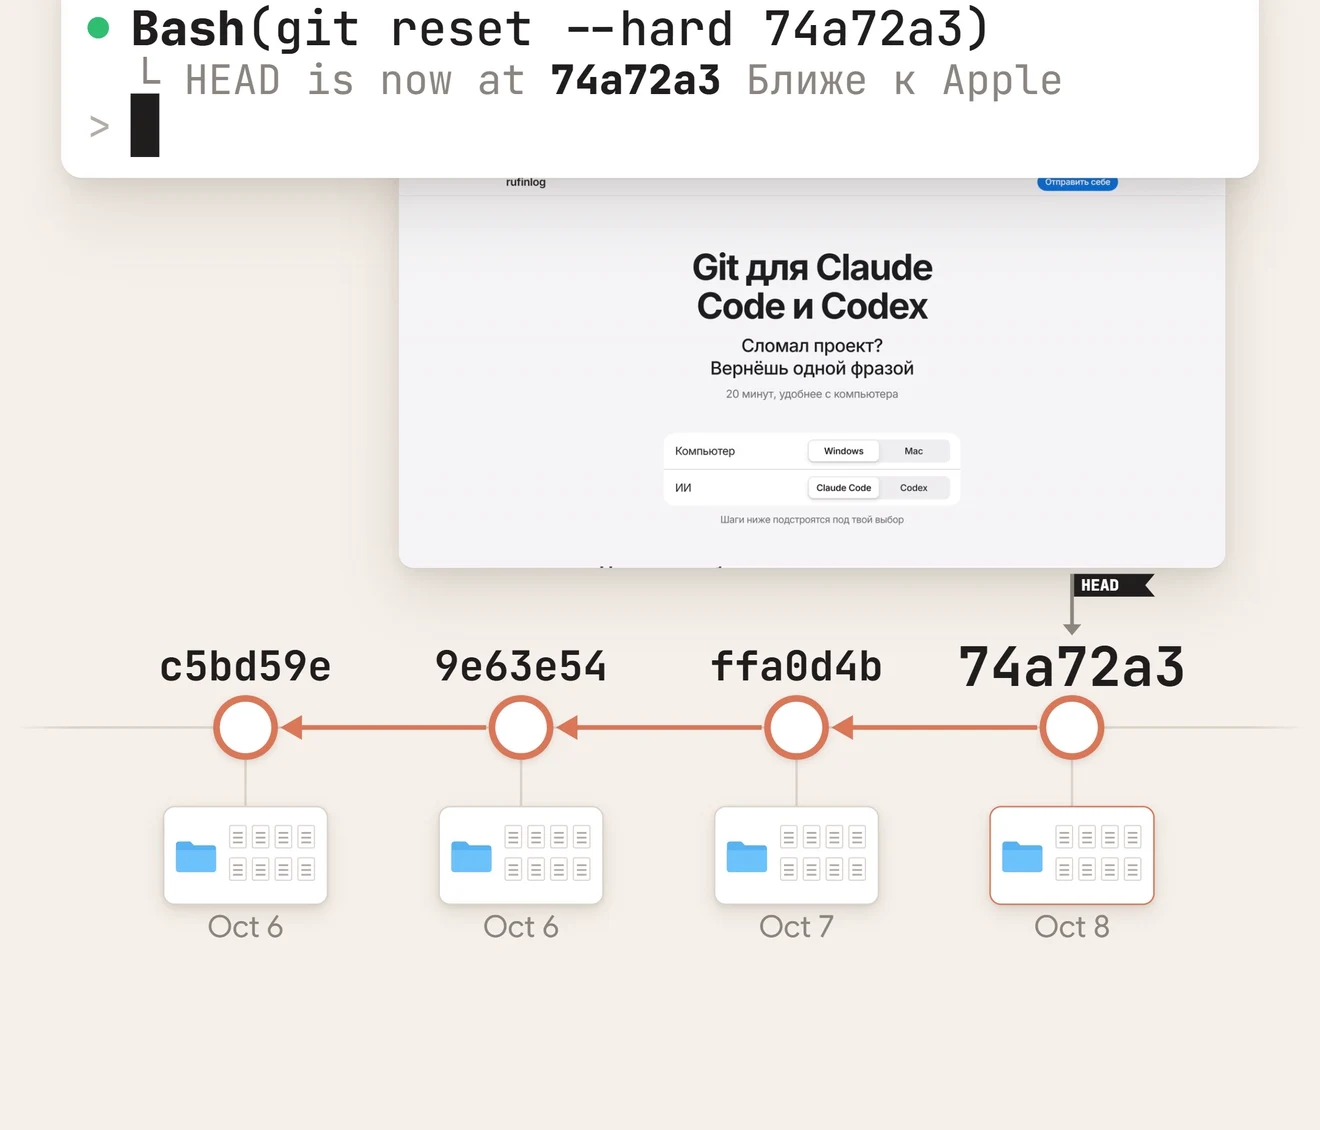 Bash(git reset --hard 74a72a3)
└ HEAD is now at 74a72a3 Ближе к Apple
>
rufinlog
Отправить себе
Git для Claude
Code и Codex
Сломал проект?
Вернёшь одной фразой
20 минут, удобнее с компьютера
Компьютер Windows Mac
ИИ Claude Code Codex
Шаги ниже подстроятся под твой выбор
HEAD
c5bd59e 9e63e54 ffa0d4b 74a72a3
Oct 6 Oct 6 Oct 7 Oct 8